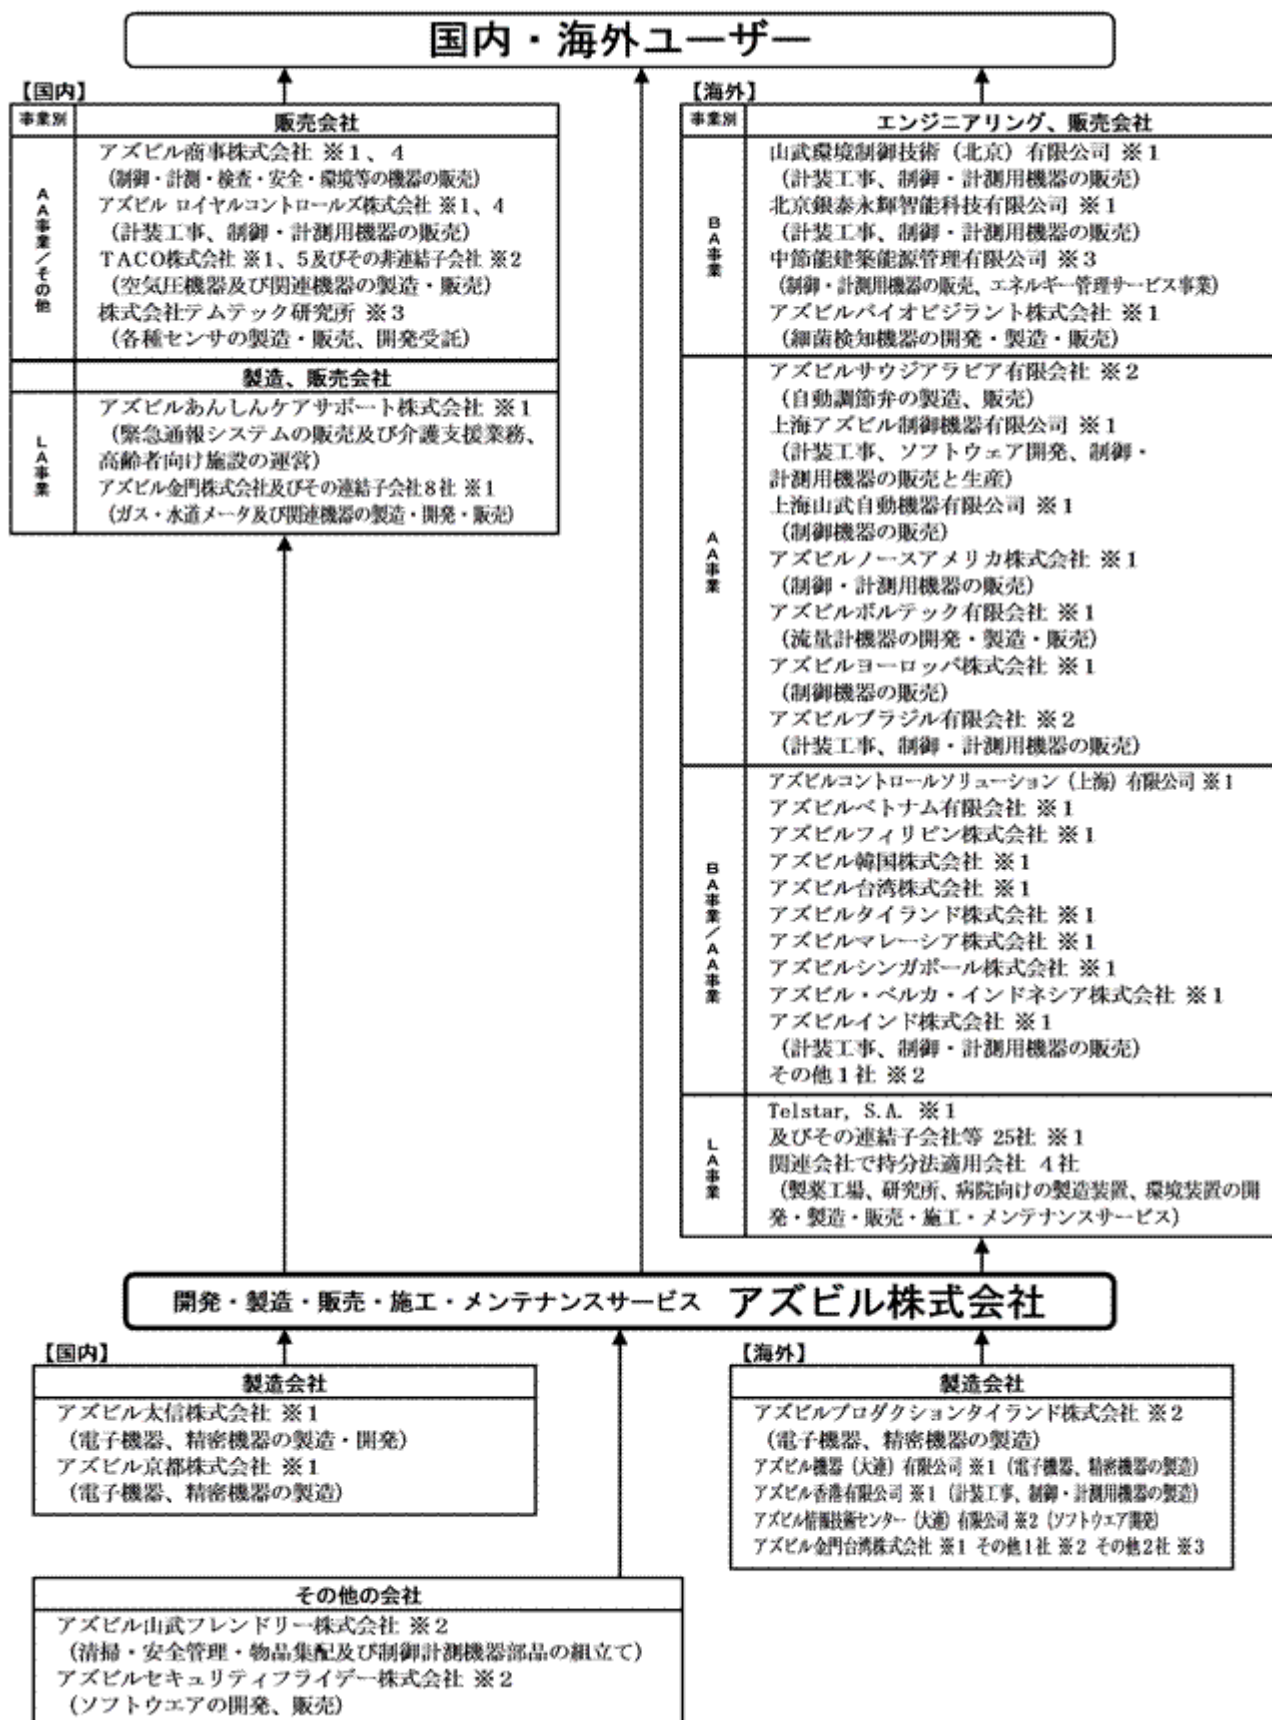 国内・海外ユーザー
【国内】
事業別 販売会社
AA事業/その他
アズビル商事株式会社 ※1、4
(制御・計測・検査・安全・環境等の機器の販売)
アズビル ロイヤルコントロールズ株式会社 ※1、4
(計装工事、制御・計測用機器の販売)
TACO株式会社 ※1、5及びその非連結子会社 ※2
(空気圧機器及び関連機器の製造・販売)
株式会社テムテック研究所 ※3
(各種センサの製造・販売、開発受託)
製造、販売会社
LA事業
アズビルあんしんケアサポート株式会社 ※1
(緊急通報システムの販売及び介護支援業務、
高齢者向け施設の運営)
アズビル金門株式会社及びその連結子会社8社 ※1
(ガス・水道メータ及び関連機器の製造・開発・販売)
【海外】
事業別 エンジニアリング、販売会社
BA事業
山武環境制御技術(北京)有限公司 ※1
(計装工事、制御・計測用機器の販売)
北京銀泰永輝智能科技有限公司 ※1
(計装工事、制御・計測用機器の販売)
中節能建築能源管理有限公司 ※3
(制御・計測用機器の販売、エネルギー管理サービス事業)
アズビルバイオビジラント株式会社 ※1
(細菌検知機器の開発・製造・販売)
AA事業
アズビルサウジアラビア有限会社 ※2
(自動調節弁の製造、販売)
上海アズビル制御機器有限公司 ※1
(計装工事、ソフトウェア開発、制御・
計測用機器の販売と生産)
上海山武自動機器有限公司 ※1
(制御機器の販売)
アズビルノースアメリカ株式会社 ※1
(制御・計測用機器の販売)
アズビルボルテック有限会社 ※1
(流量計機器の開発・製造・販売)
アズビルヨーロッパ株式会社 ※1
(制御機器の販売)
アズビルブラジル有限会社 ※2
(計装工事、制御・計測用機器の販売)
BA事業/AA事業
アズビルコントロールソリューション(上海)有限公司 ※1
アズビルベトナム有限会社 ※1
アズビルフィリピン株式会社 ※1
アズビル韓国株式会社 ※1
アズビル台湾株式会社 ※1
アズビルタイランド株式会社 ※1
アズビルマレーシア株式会社 ※1
アズビルシンガポール株式会社 ※1
アズビル・ベルカ・インドネシア株式会社 ※1
アズビルインド株式会社 ※1
(計装工事、制御・計測用機器の販売)
その他1社 ※2
LA事業
Telstar, S.A. ※1
及びその連結子会社等 25社 ※1
関連会社で持分法適用会社 4社
(製薬工場、研究所、病院向けの製造装置、環境装置の開
発・製造・販売・施工・メンテナンスサービス)
開発・製造・販売・施工・メンテナンスサービス アズビル株式会社
【国内】
製造会社
アズビル太信株式会社 ※1
(電子機器、精密機器の製造・開発)
アズビル京都株式会社 ※1
(電子機器、精密機器の製造)
【海外】
製造会社
アズビルプロダクションタイランド株式会社 ※2
(電子機器、精密機器の製造)
アズビル機器(大連)有限公司 ※1(電子機器、精密機器の製造)
アズビル香港有限公司 ※1(計装工事、制御・計測用機器の製造)
アズビル情報技術センター(大連)有限公司 ※2(ソフトウエア開発)
アズビル金門台湾株式会社 ※1 その他1社 ※2 その他2社 ※3
その他の会社
アズビル山武フレンドリー株式会社 ※2
(清掃・安全管理・物品集配及び制御計測機器部品の組立て)
アズビルセキュリティフライデー株式会社 ※2
(ソフトウエアの開発、販売)